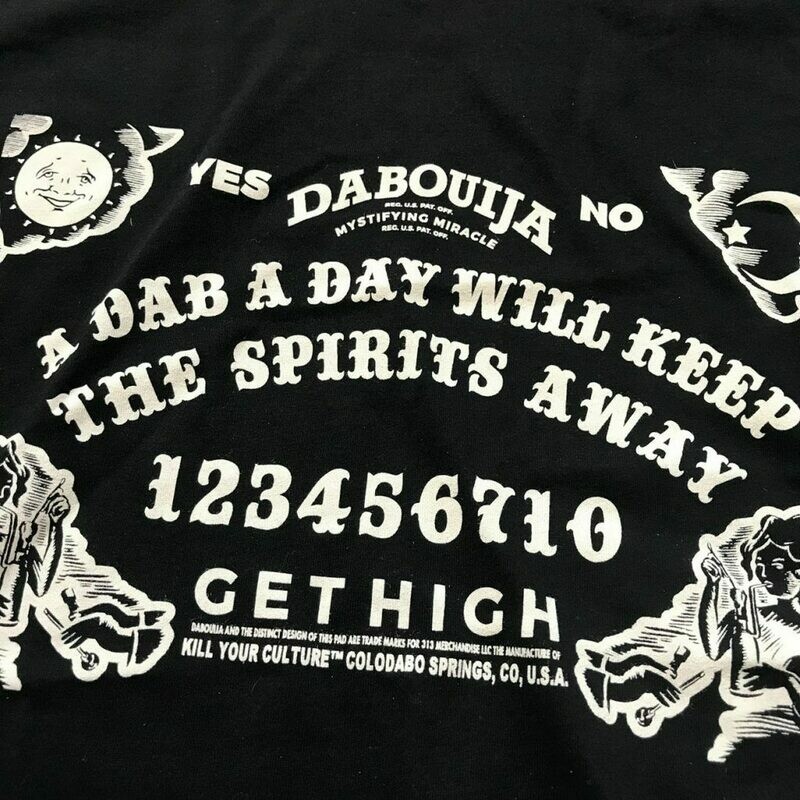 YES DABOUIJA NO
REG. U.S. PAT. OFF.
MYSTIFYING MIRACLE
REG. U.S. PAT. OFF.
A DAB A DAY WILL KEEP
THE SPIRITS AWAY
123456710
GET HIGH
DABOUIJA AND THE DISTINCT DESIGN OF THIS PAD ARE TRADE MARKS FOR 313 MERCHANDISE LLC THE MANUFACTURE OF
KILL YOUR CULTURE™ COLODABO SPRINGS, CO, U.S.A.